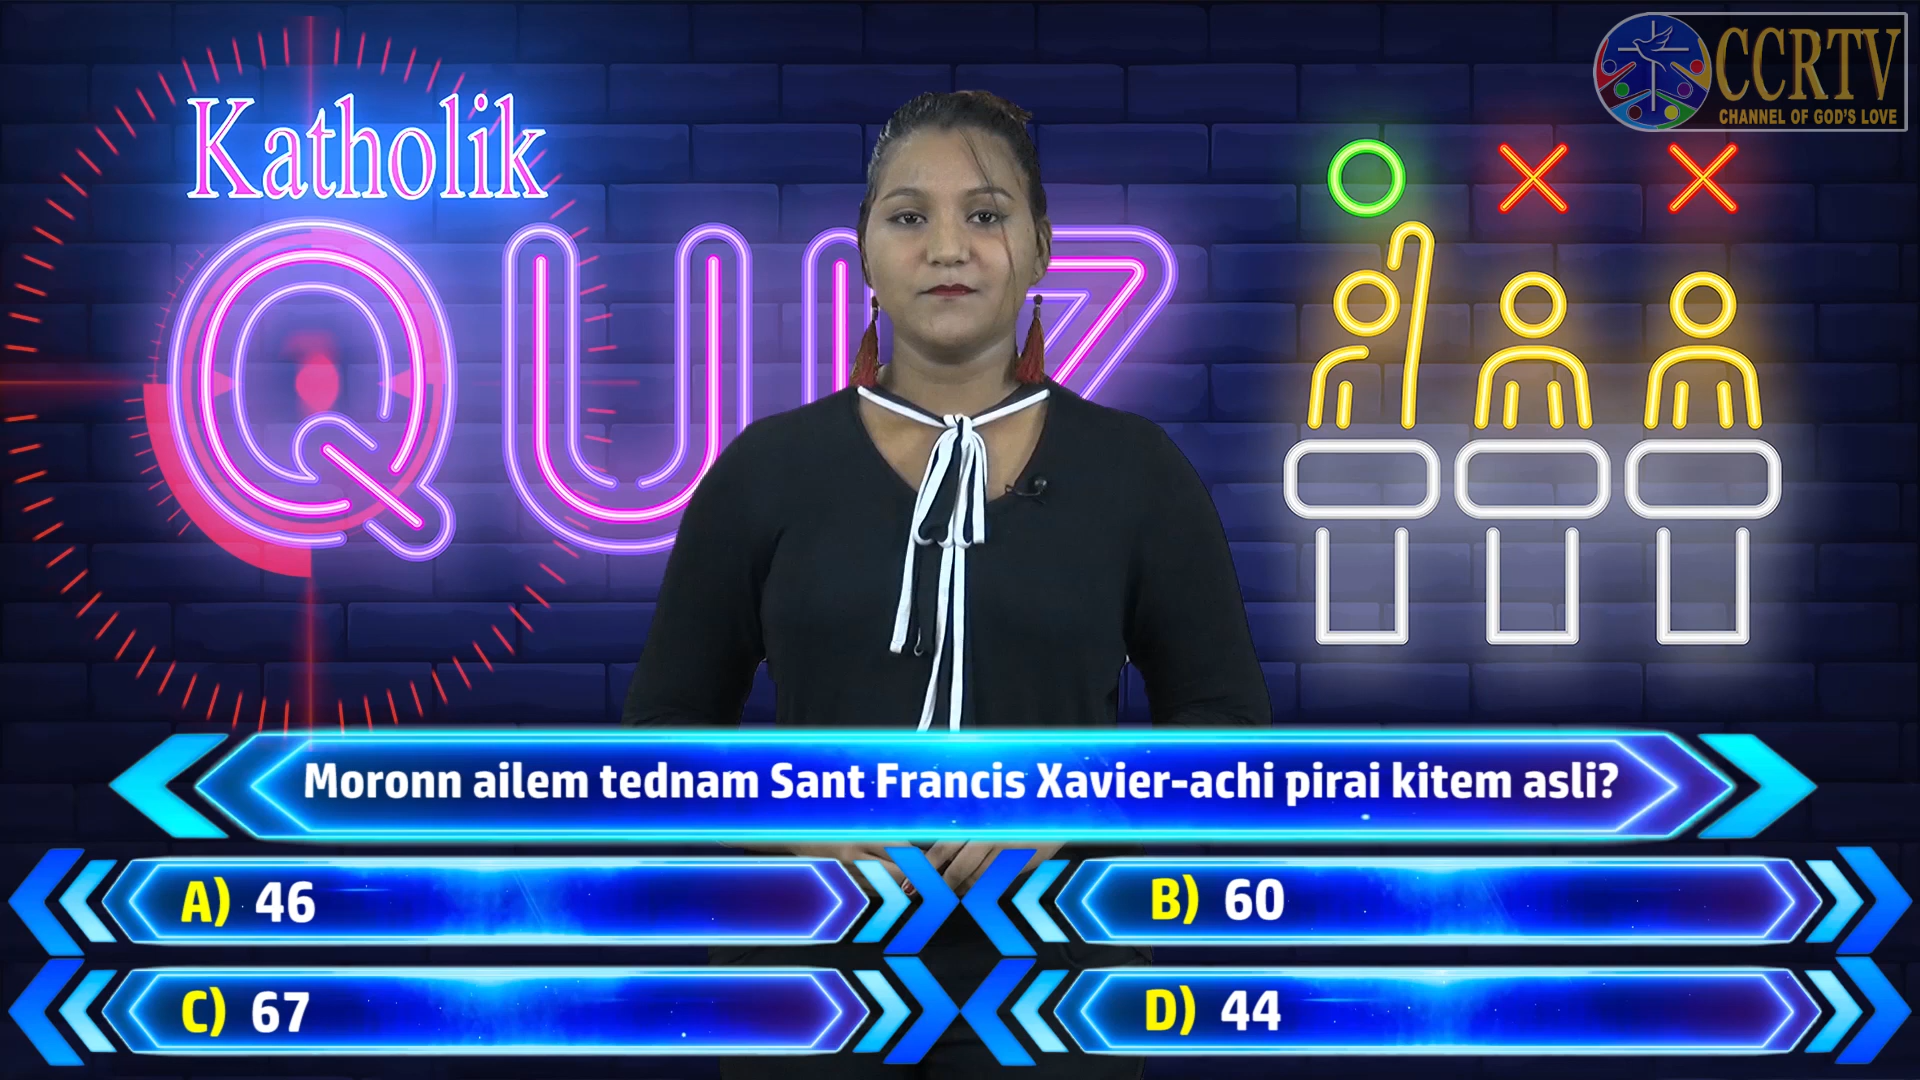 CCRTV
CHANNEL OF GOD'S LOVE
Katholik
QUIZ
Moronn ailem tednam Sant Francis Xavier-achi pirai kitem asli?
A) 46
B) 60
C) 67
D) 44